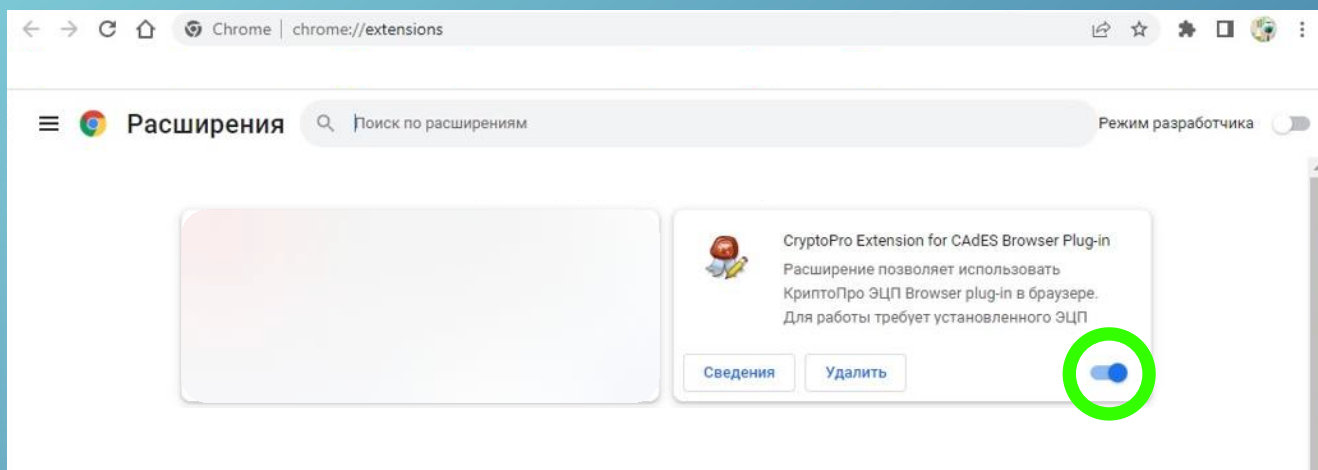 Chrome | chrome://extensions
Расширения
Поиск по расширениям
Режим разработчика
CryptoPro Extension for CAdES Browser Plug-in
Расширение позволяет использовать
КриптоПро ЭЦП Browser plug-in в браузере.
Для работы требует установленного ЭЦП
Сведения
Удалить